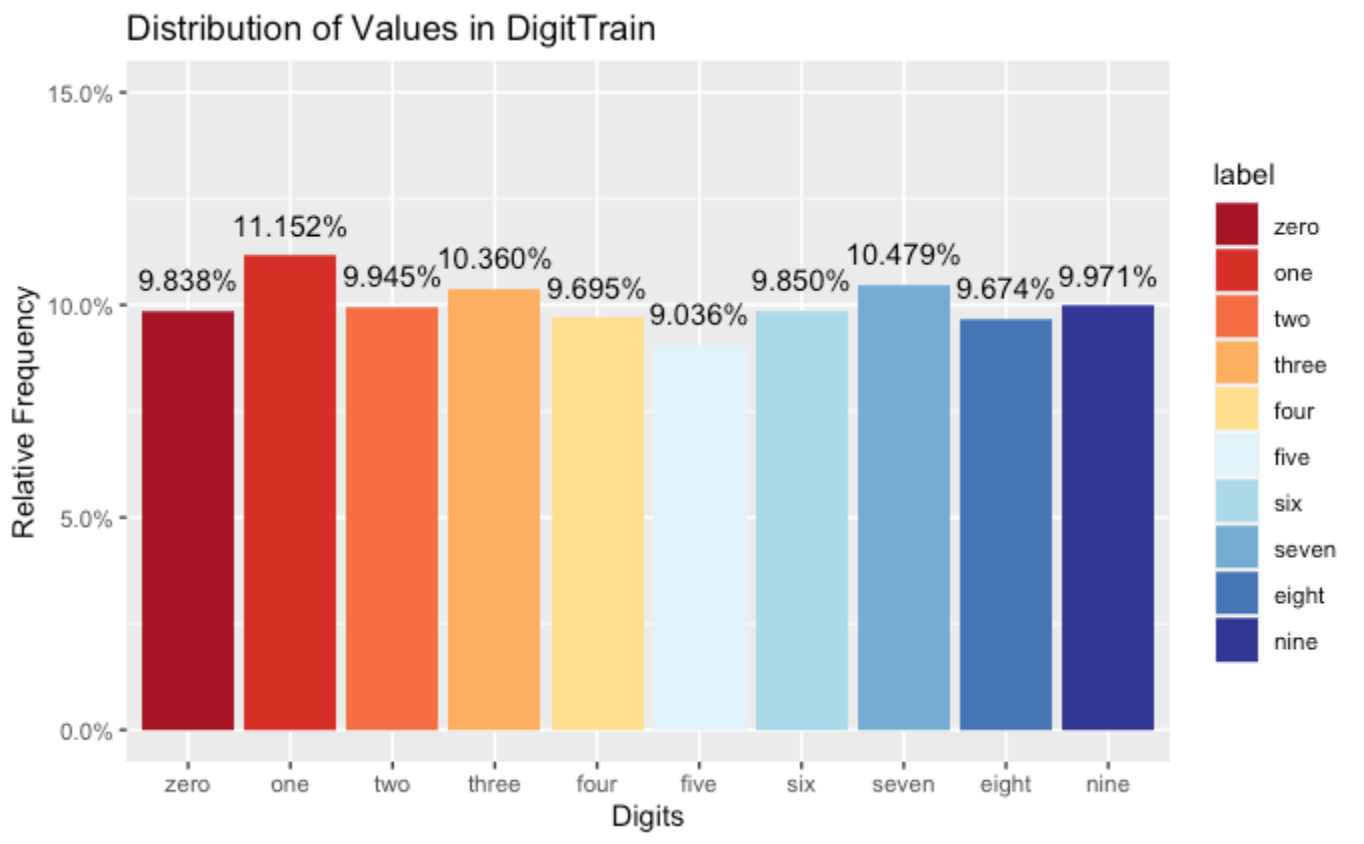 Distribution of Values in DigitTrain
Relative Frequency
15.0%
10.0%
5.0%
0.0%
9.838%
11.152%
9.945%
10.360%
9.695%
9.036%
9.850%
10.479%
9.674%
9.971%
zero
one
two
three
four
five
six
seven
eight
nine
Digits
label
zero
one
two
three
four
five
six
seven
eight
nine